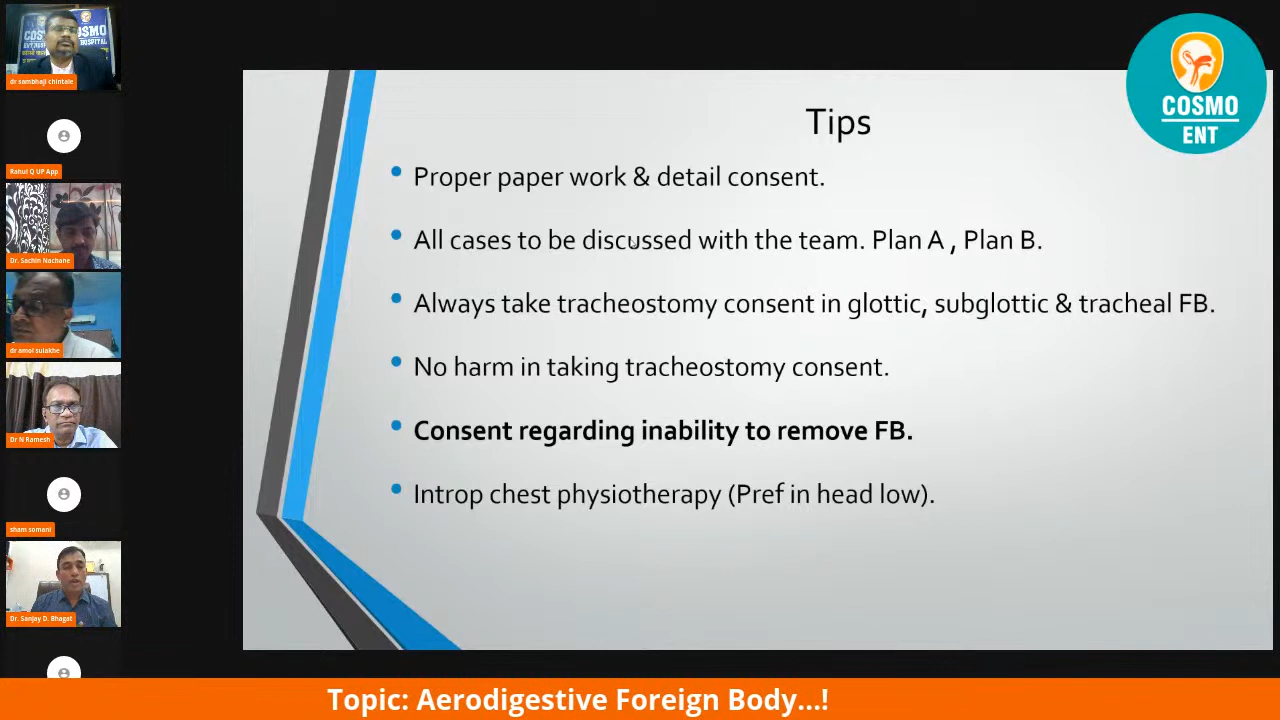 dr sambhaji chintale
Rahul Q UP App
Dr. Sachin Nachane
dr amol sulakhe
Dr N Ramesh
sham somani
Dr. Sanjay D. Bhagat
COSMO
ENT
Tips
Proper paper work & detail consent.
All cases to be discussed with the team. Plan A , Plan B.
Always take tracheostomy consent in glottic, subglottic & tracheal FB.
No harm in taking tracheostomy consent.
Consent regarding inability to remove FB.
Introp chest physiotherapy (Pref in head low).
Topic: Aerodigestive Foreign Body...!